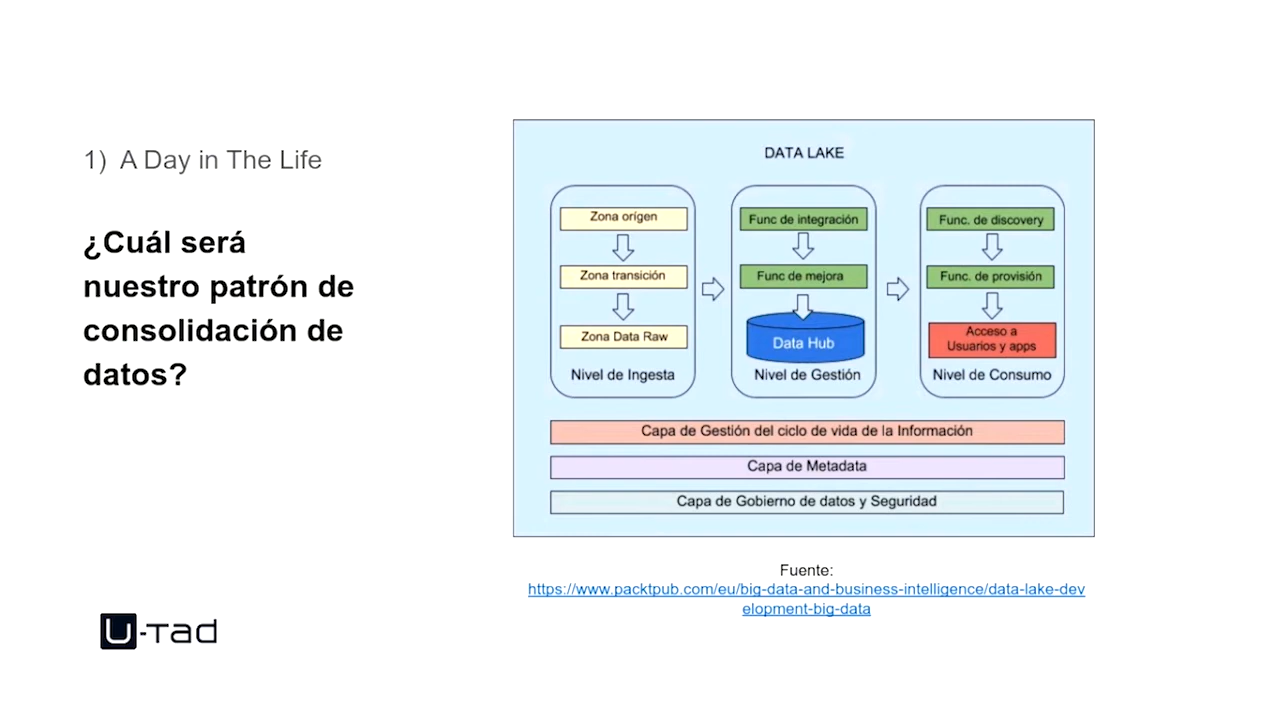 1) A Day in The Life
¿Cuál será
nuestro patrón de
consolidación de
datos?
DATA LAKE
Zona orígen
Zona transición
Zona Data Raw
Nivel de Ingesta
Func de integración
Func de mejora
Data Hub
Nivel de Gestión
Func. de discovery
Func. de provisión
Acceso a
Usuarios y apps
Nivel de Consumo
Capa de Gestión del ciclo de vida de la Información
Capa de Metadata
Capa de Gobierno de datos y Seguridad
Fuente:
https://www.packtpub.com/eu/big-data-and-business-intelligence/data-lake-dev
elopment-big-data
U-Tad